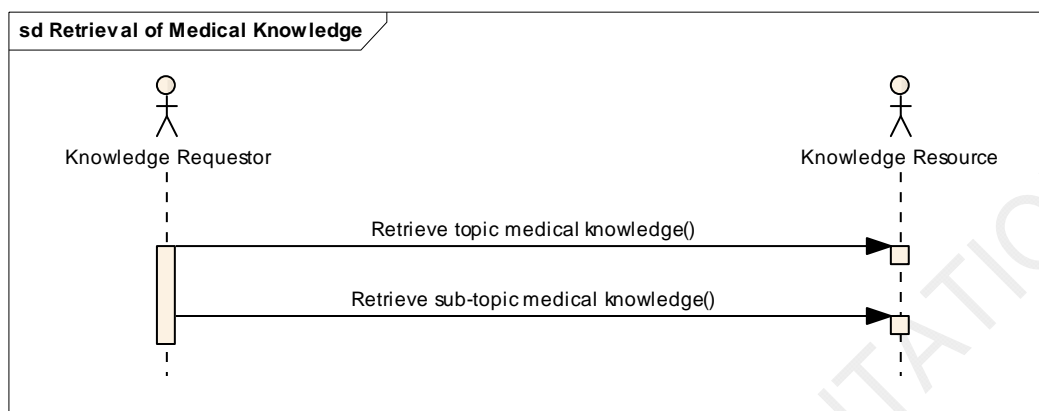 sd Retrieval of Medical Knowledge
Knowledge Requestor
Knowledge Resource
Retrieve topic medical knowledge()
Retrieve sub-topic medical knowledge()